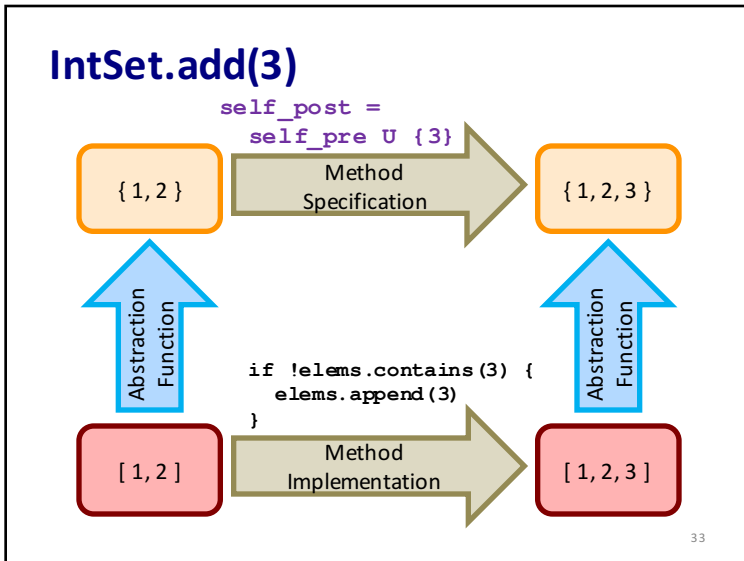 IntSet.add(3)
self_post =
self_pre U {3}
{ 1, 2 }
Method
Specification
{ 1, 2, 3 }
Abstraction
Function
if !elems.contains(3) {
elems.append(3)
}
Abstraction
Function
[ 1, 2 ]
Method
Implementation
[ 1, 2, 3 ]
33